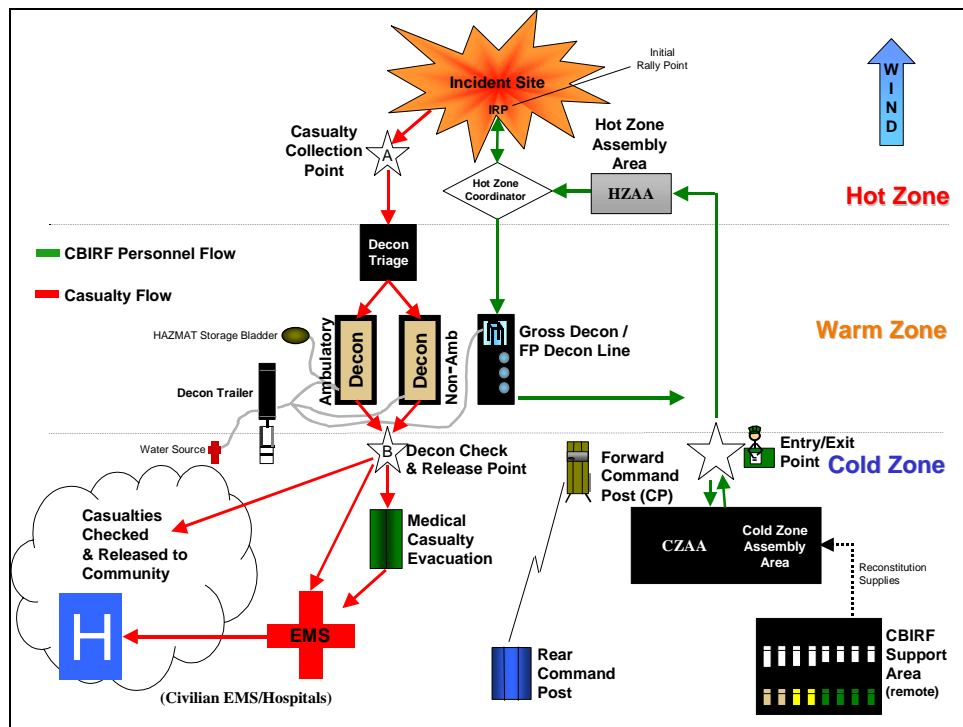 Incident Site
IRP
Initial
Rally Point
WIND
Casualty
Collection
Point
A
Hot Zone
Assembly
Area
Hot Zone
Coordinator
HZAA
Hot Zone
CBIRF Personnel Flow
Casualty Flow
Decon
Triage
HAZMAT Storage Bladder
Ambulatory
Decon
Decon
Non-Amb
Gross Decon /
FP Decon Line
Warm Zone
Decon Trailer
Water Source
B
Decon Check
& Release Point
Forward
Command
Post (CP)
Entry/Exit
Point
Cold Zone
Casualties
Checked
& Released to
Community
Medical
Casualty
Evacuation
CZAA
Cold Zone
Assembly
Area
Reconstitution
Supplies
H
EMS
(Civilian EMS/Hospitals)
Rear
Command
Post
CBIRF
Support
Area
(remote)